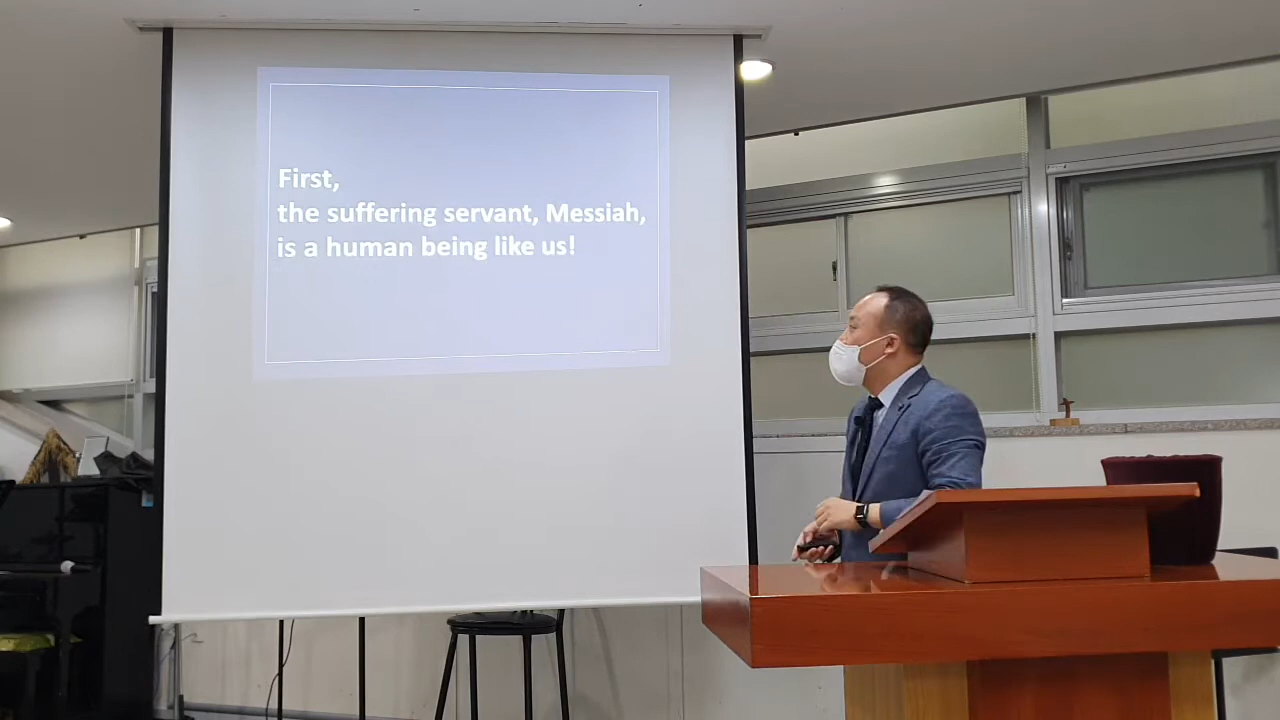 First,
the suffering servant, Messiah,
is a human being like us!